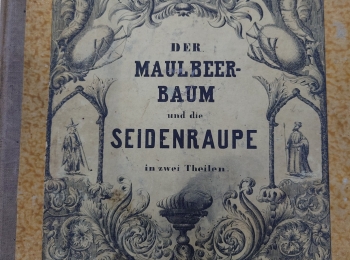 DER
MAULBEER-
BAUM
und die
SEIDENRAUPE
in zwei Theilen